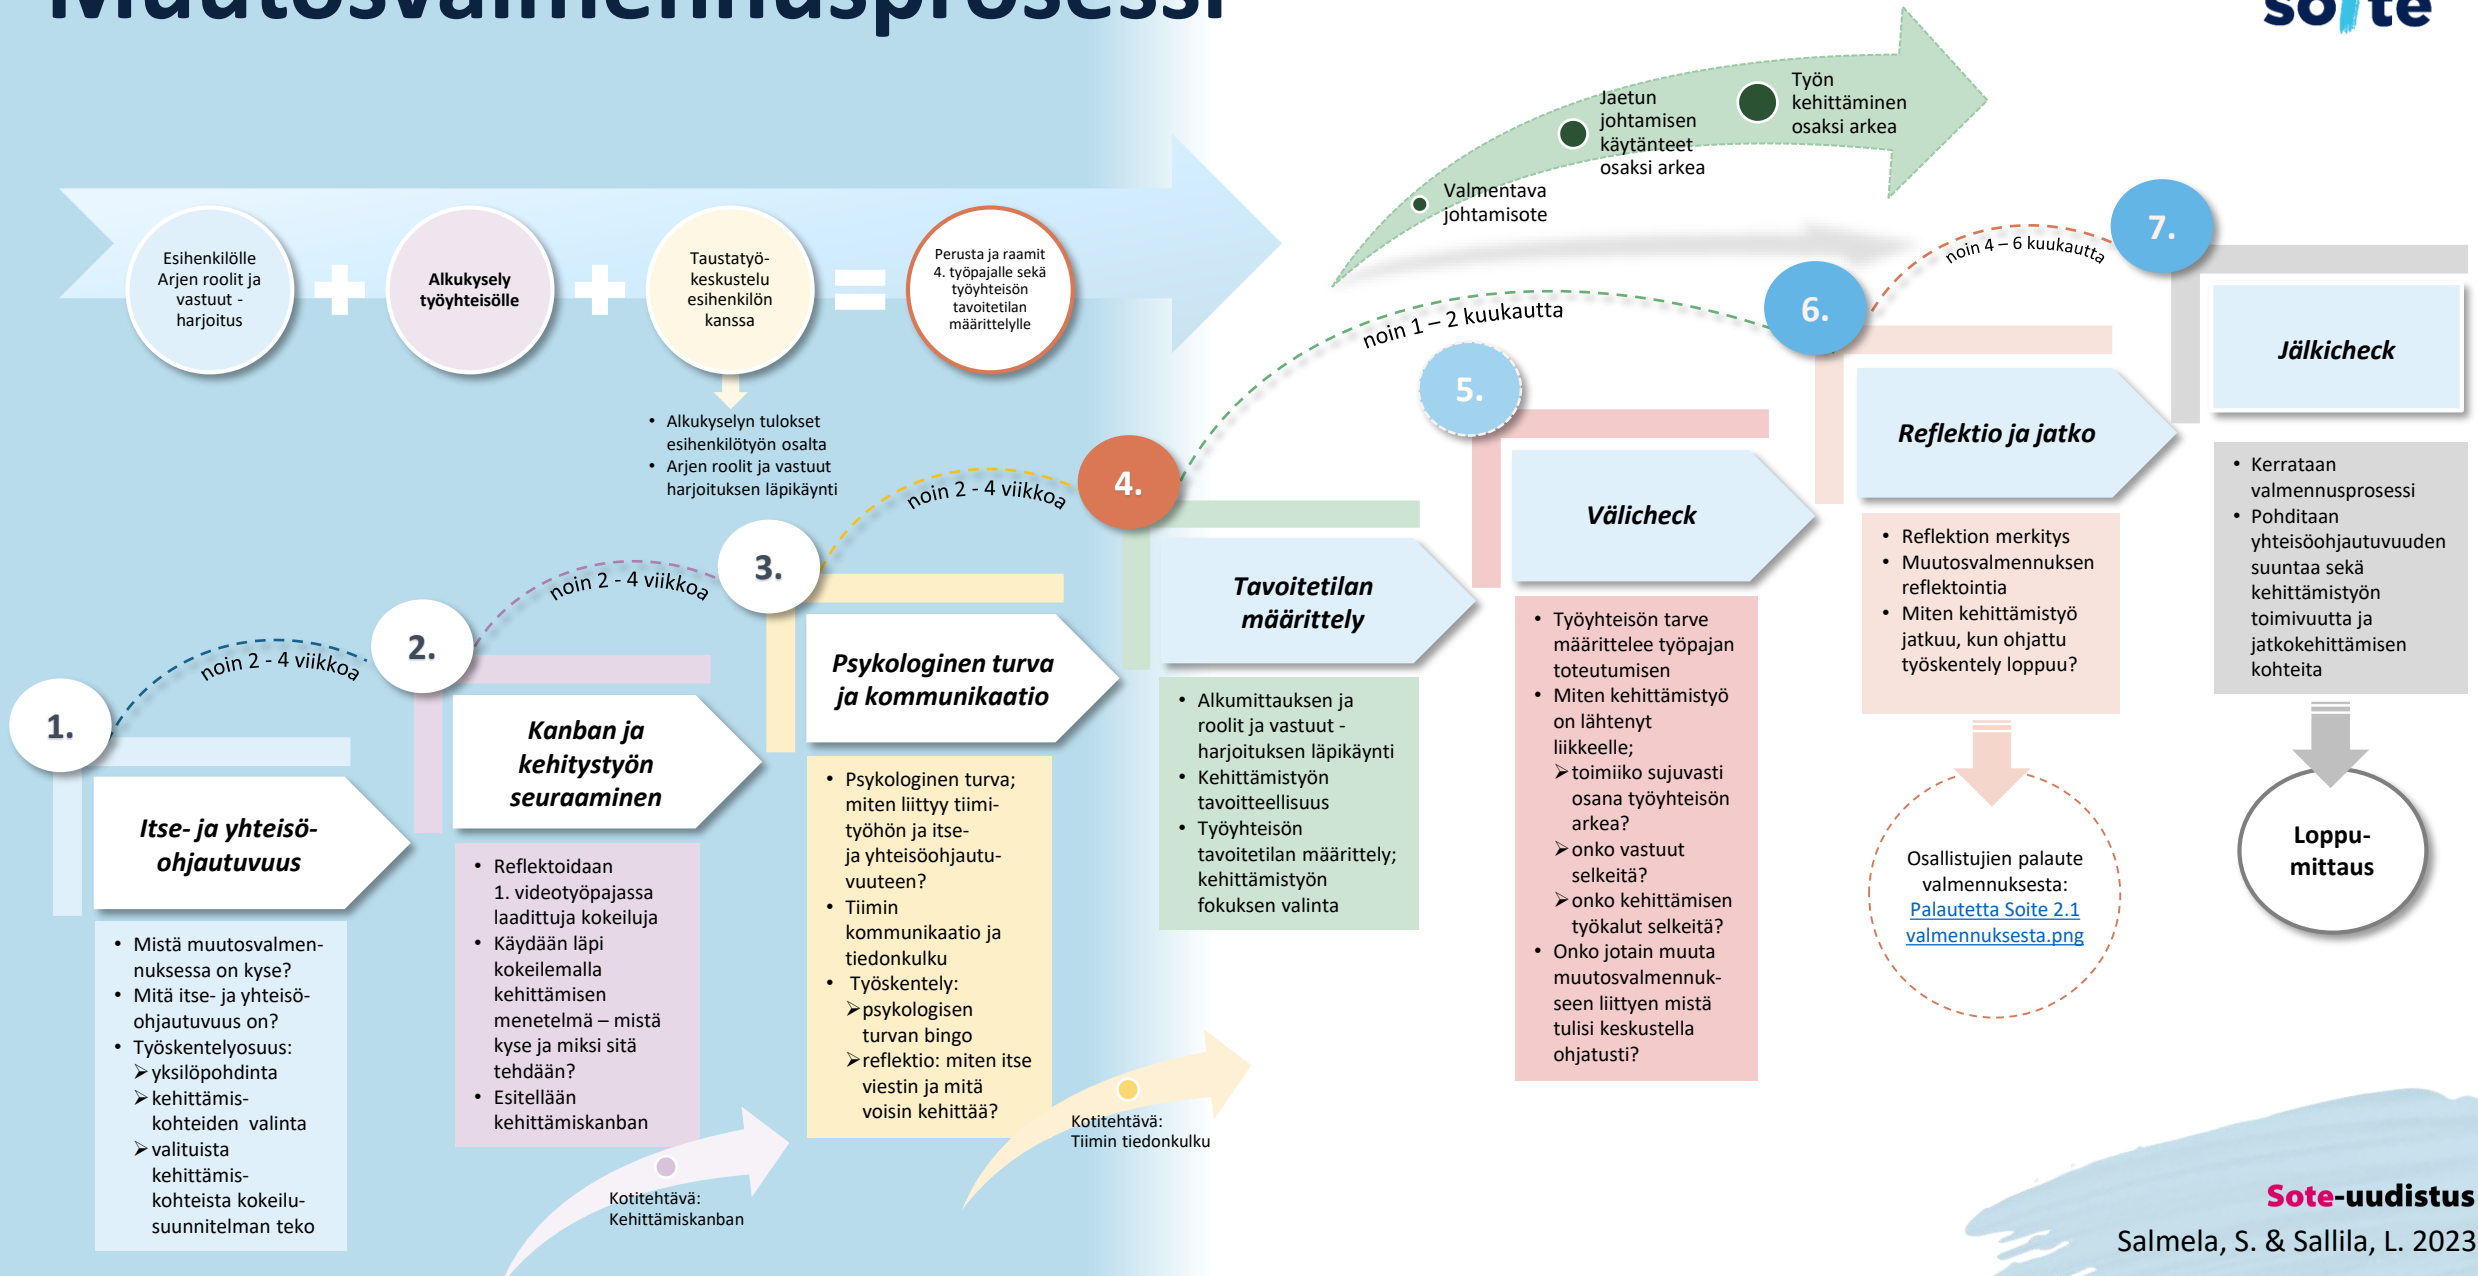 Muutosvalmennusprosessi
soite
Esihenkilölle
Arjen roolit ja
vastuut -
harjoitus
Alkukysely
työyhteisölle
Taustatyö-
keskustelu
esihenkilön
kanssa
Perusta ja raamit
4. työpajalle sekä
työyhteisön
tavoitetilan
määrittelylle
• Alkukyselyn tulokset
esihenkilötyön osalta
• Arjen roolit ja vastuut
harjoituksen läpikäynti
Valmentava
johtamisote
Jaetun
johtamisen
käytänteet
osaksi arkea
Työn
kehittäminen
osaksi arkea
1.
noin 2 - 4 viikkoa
Itse- ja yhteisö-
ohjautuvuus
• Mistä muutosvalmen-
nuksessa on kyse?
• Mitä itse- ja yhteisö-
ohjautuvuus on?
• Työskentelyosuus:
➢ yksilöpohdinta
➢ kehittämis-
kohteiden valinta
➢ valituista
kehittämis-
kohteista kokeilu-
suunnitelman teko
2.
noin 2 - 4 viikkoa
Kanban ja
kehitystyön
seuraaminen
• Reflektoidaan
1. videotyöpajassa
laadittuja kokeiluja
• Käydään läpi
kokeilemalla
kehittämisen
menetelmä – mistä
kyse ja miksi sitä
tehdään?
• Esitellään
kehittämiskanban
Kotitehtävä:
Kehittämiskanban
3.
noin 2 - 4 viikkoa
Psykologinen turva
ja kommunikaatio
• Psykologinen turva;
miten liittyy tiimi-
työhön ja itse-
ja yhteisöohjautu-
vuuteen?
• Tiimin
kommunikaatio ja
tiedonkulku
• Työskentely:
➢ psykologisen
turvan bingo
➢ reflektio: miten itse
viestin ja mitä
voisin kehittää?
Kotitehtävä:
Tiimin tiedonkulku
4.
noin 1 – 2 kuukautta
Tavoitetilan
määrittely
• Alkumittauksen ja
roolit ja vastuut -
harjoituksen läpikäynti
• Kehittämistyön
tavoitteellisuus
• Työyhteisön
tavoitetilan määrittely;
kehittämistyön
fokuksen valinta
5.
Välicheck
• Työyhteisön tarve
määrittelee työpajan
toteutumisen
• Miten kehittämistyö
on lähtenyt
liikkeelle;
➢ toimiiko sujuvasti
osana työyhteisön
arkea?
➢ onko vastuut
selkeitä?
➢ onko kehittämisen
työkalut selkeitä?
• Onko jotain muuta
muutosvalmennuk-
seen liittyen mistä
tulisi keskustella
ohjatusti?
6.
noin 4 – 6 kuukautta
Reflektio ja jatko
• Reflektion merkitys
• Muutosvalmennuksen
reflektointia
• Miten kehittämistyö
jatkuu, kun ohjattu
työskentely loppuu?
Osallistujien palaute
valmennuksesta:
Palautetta Soite 2.1
valmennuksesta.png
7.
Jälkicheck
• Kerrataan
valmennusprosessi
• Pohditaan
yhteisöohjautuvuuden
suuntaa sekä
kehittämistyön
toimivuutta ja
jatkokehittämisen
kohteita
Loppu-
mittaus
Sote-uudistus
Salmela, S. & Sallila, L. 2023